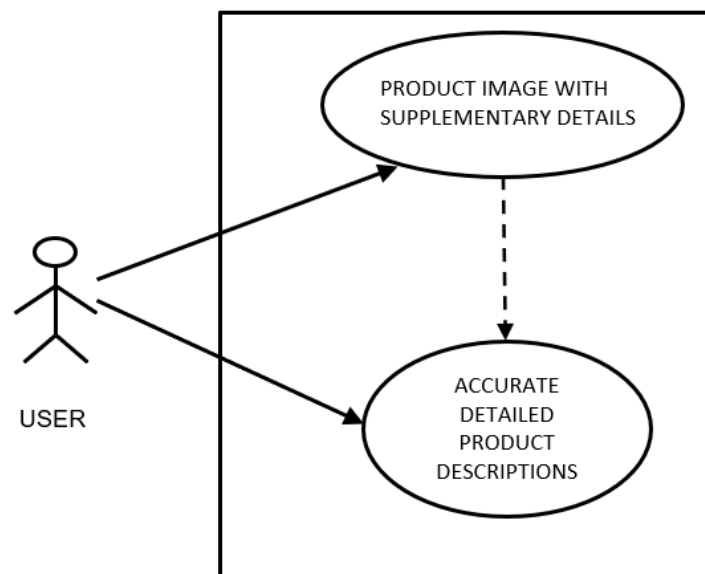 PRODUCT IMAGE WITH
SUPPLEMENTARY DETAILS
USER
ACCURATE
DETAILED
PRODUCT
DESCRIPTIONS